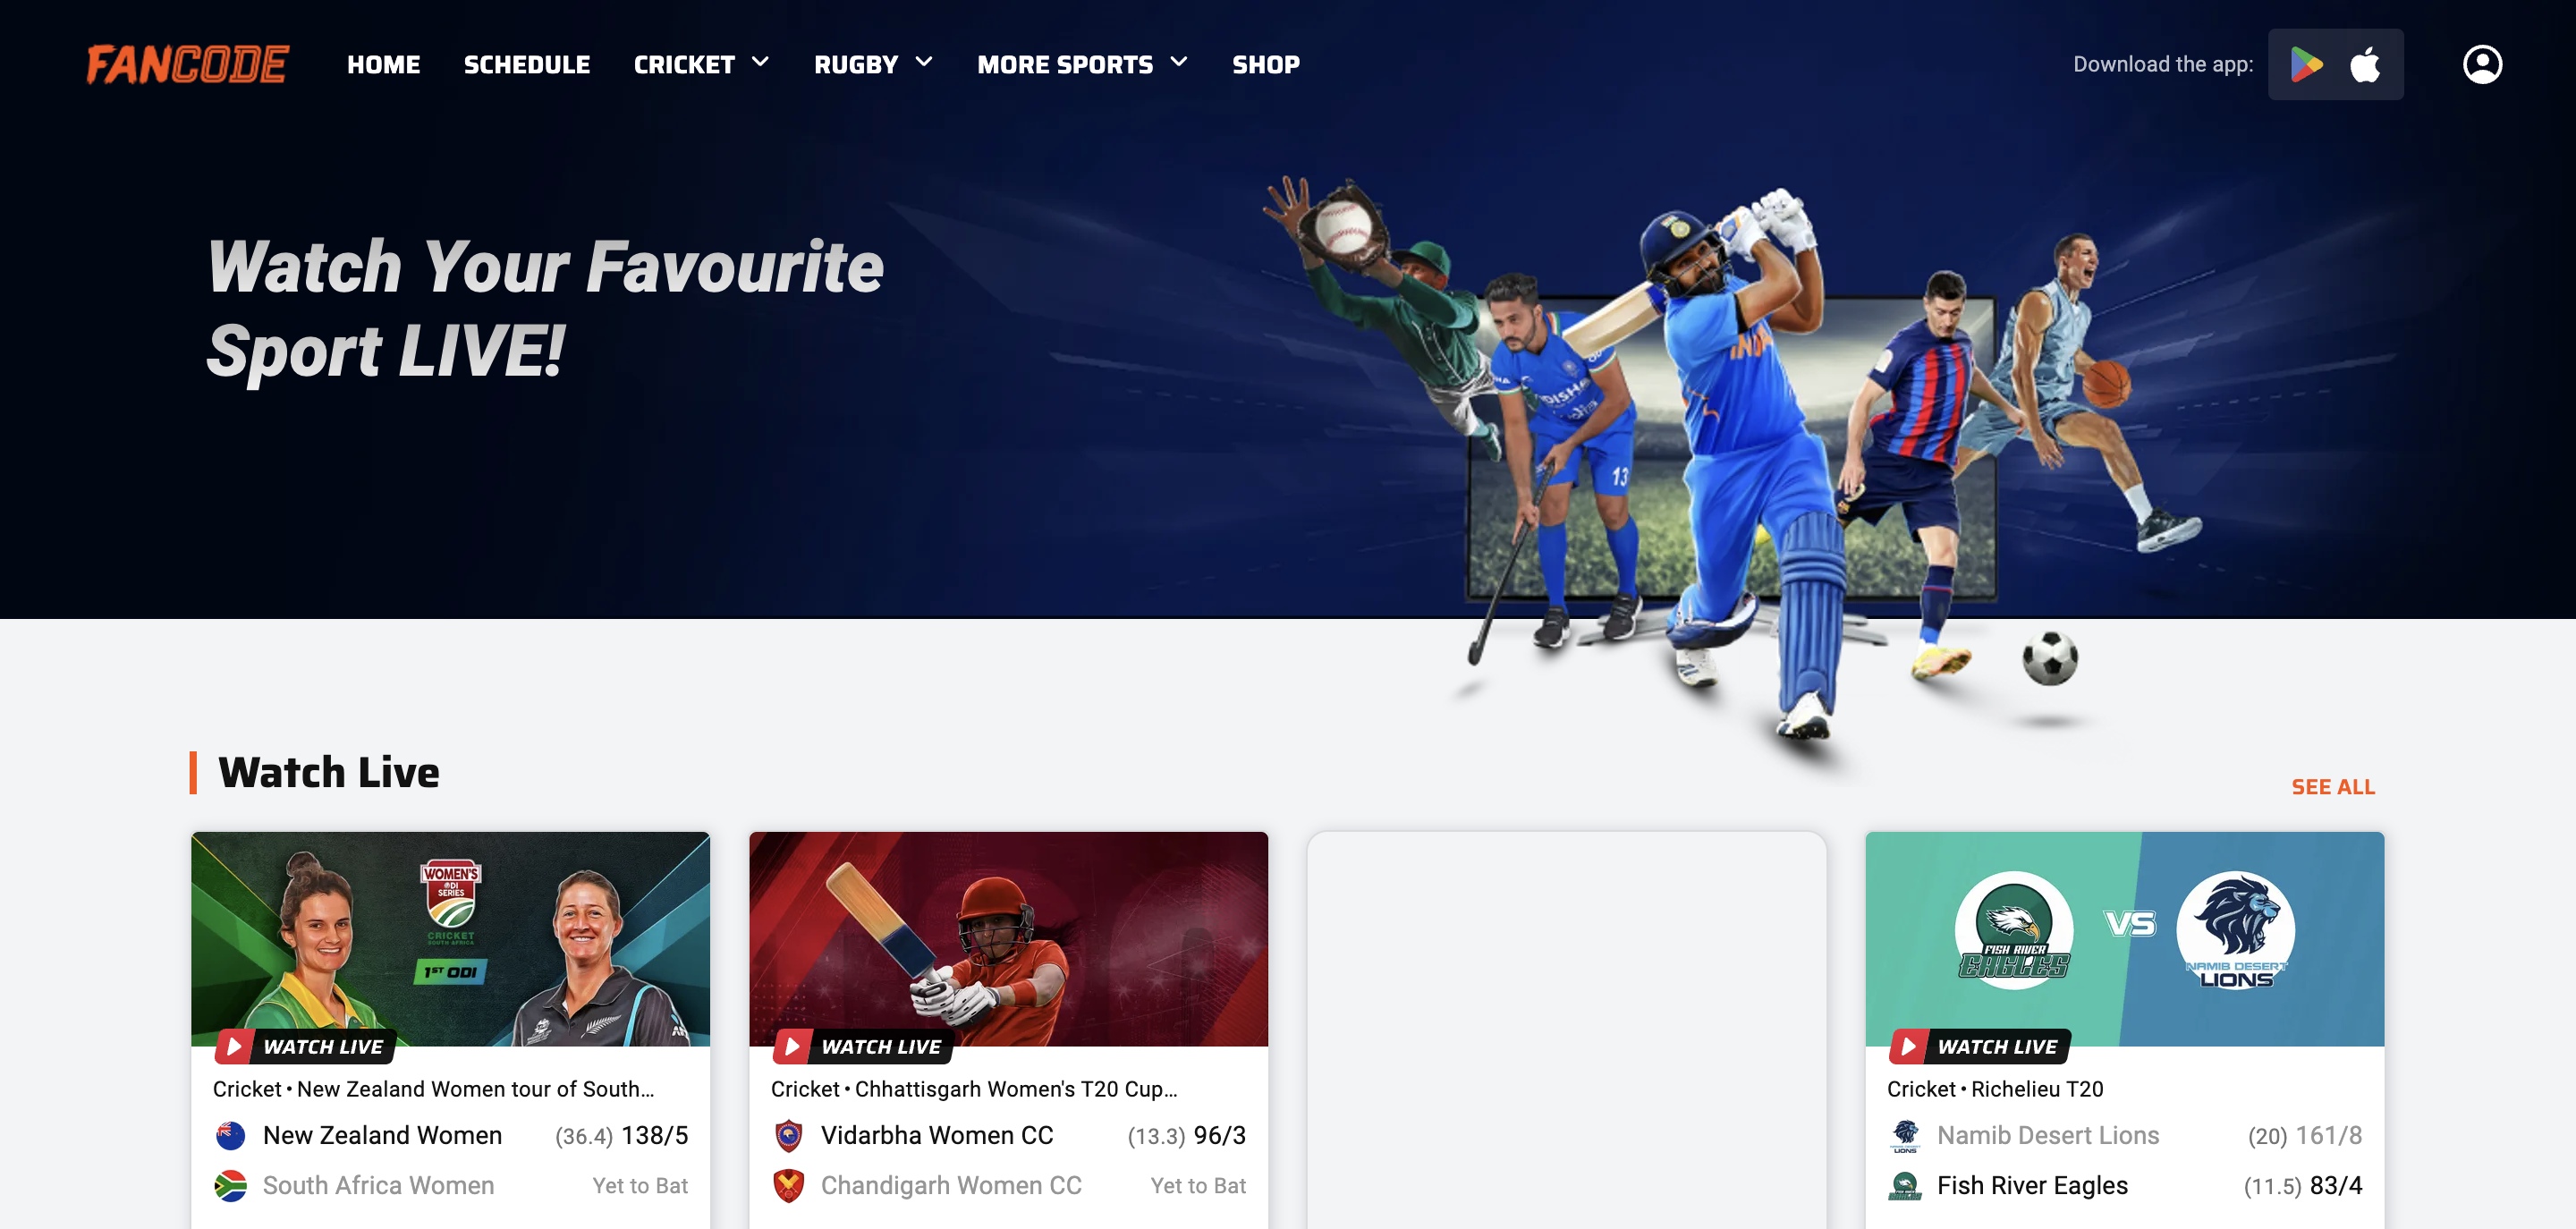 FANCODE
HOME SCHEDULE CRICKET RUGBY MORE SPORTS SHOP
Download the app:
Watch Your Favourite
Sport LIVE!
INDIA
ODISHA
13
Watch Live
SEE ALL
WOMEN'S
ODI
SERIES
CRICKET
SOUTH AFRICA
1ST ODI
WATCH LIVE
Cricket • New Zealand Women tour of South...
New Zealand Women (36.4) 138/5
South Africa Women Yet to Bat
WATCH LIVE
Cricket • Chhattisgarh Women's T20 Cup...
Vidarbha Women CC (13.3) 96/3
Chandigarh Women CC Yet to Bat
FISH RIVER
EAGLES
VS
NAMIB DESERT
LIONS
WATCH LIVE
Cricket • Richelieu T20
Namib Desert Lions (20) 161/8
Fish River Eagles (11.5) 83/4